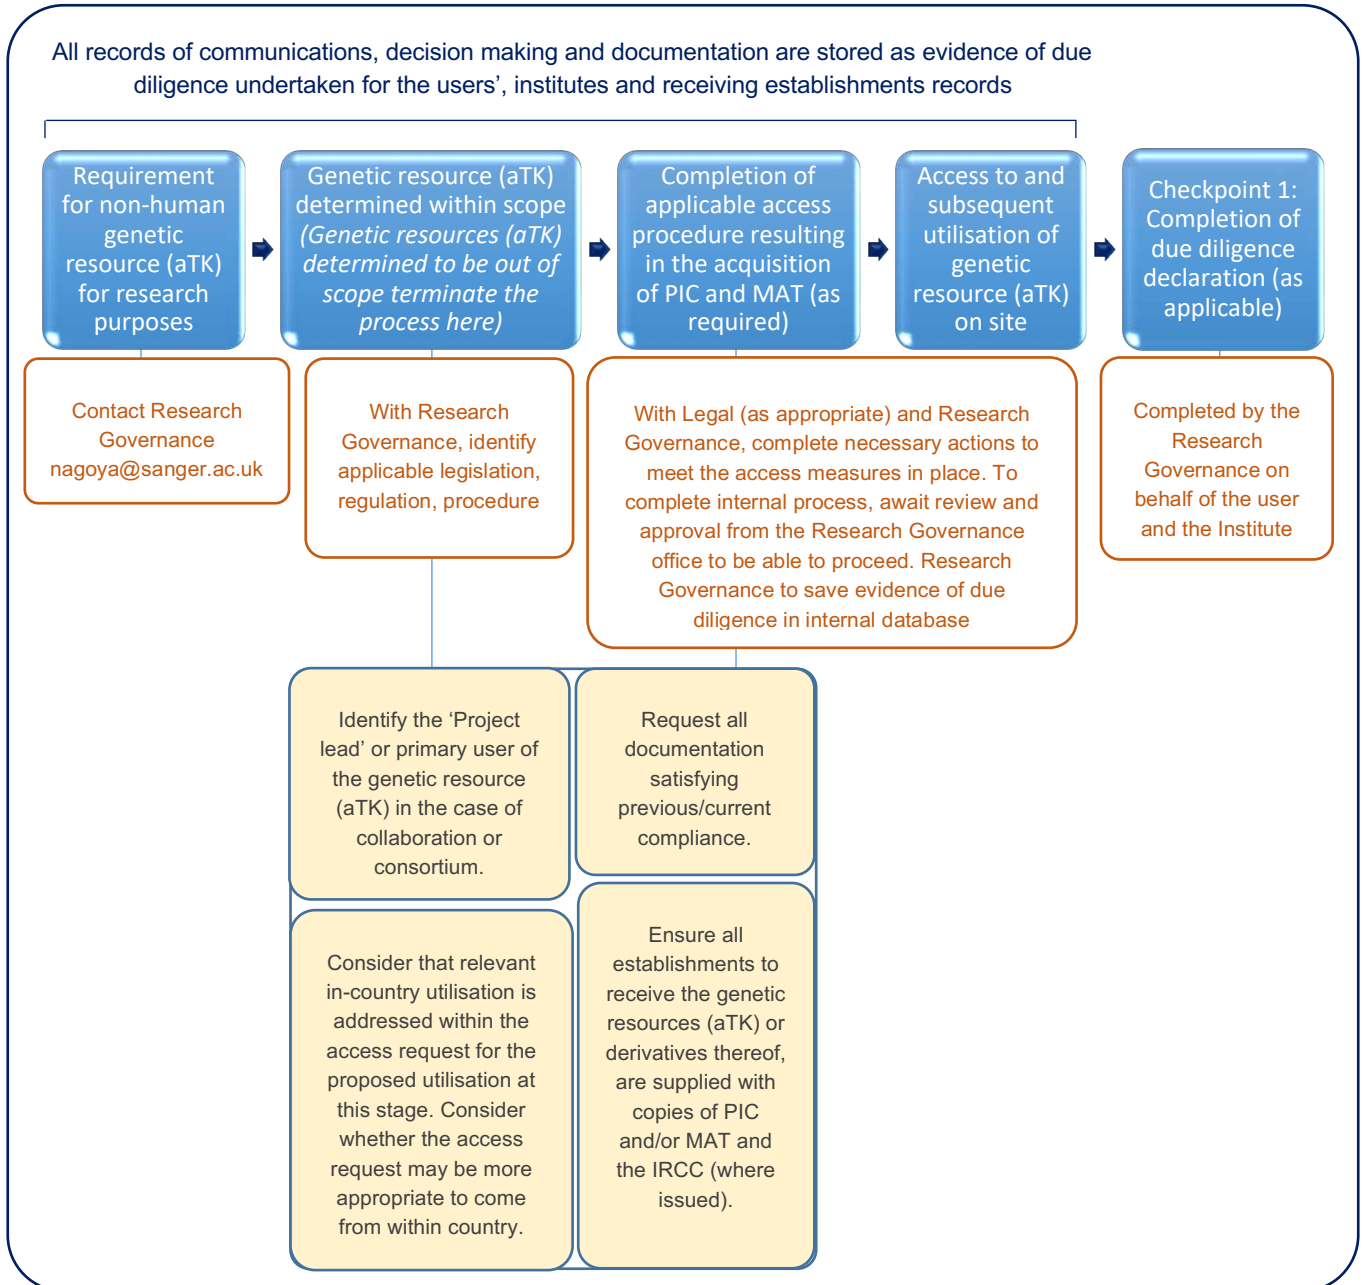 All records of communications, decision making and documentation are stored as evidence of due
diligence undertaken for the users’, institutes and receiving establishments records
Requirement
for non-human
genetic
resource (aTK)
for research
purposes
Genetic resource (aTK)
determined within scope
(Genetic resources (aTK)
determined to be out of
scope terminate the
process here)
Completion of
applicable access
procedure resulting
in the acquisition
of PIC and MAT (as
required)
Access to and
subsequent
utilisation of
genetic
resource (aTK)
on site
Checkpoint 1:
Completion of
due diligence
declaration (as
applicable)
Contact Research
Governance
nagoya@sanger.ac.uk
With Research
Governance, identify
applicable legislation,
regulation, procedure
With Legal (as appropriate) and Research
Governance, complete necessary actions to
meet the access measures in place. To
complete internal process, await review and
approval from the Research Governance
office to be able to proceed. Research
Governance to save evidence of due
diligence in internal database
Completed by the
Research
Governance on
behalf of the user
and the Institute
Identify the ‘Project
lead’ or primary user of
the genetic resource
(aTK) in the case of
collaboration or
consortium.
Request all
documentation
satisfying
previous/current
compliance.
Consider that relevant
in-country utilisation is
addressed within the
access request for the
proposed utilisation at
this stage. Consider
whether the access
request may be more
appropriate to come
from within country.
Ensure all
establishments to
receive the genetic
resources (aTK) or
derivatives thereof,
are supplied with
copies of PIC
and/or MAT and
the IRCC (where
issued).